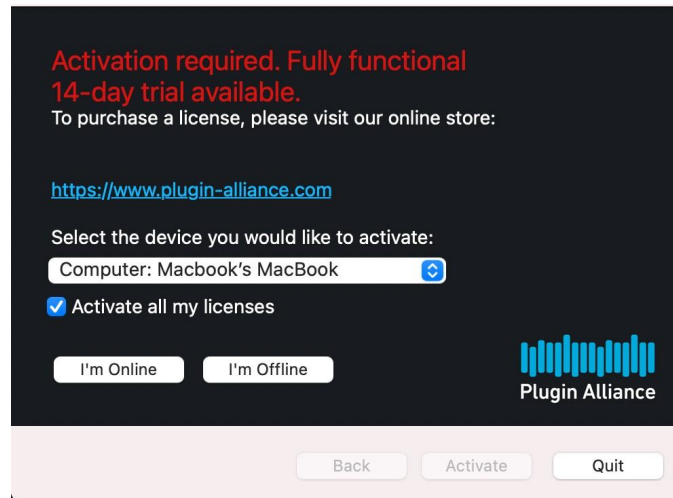 Activation required. Fully functional
14-day trial available.
To purchase a license, please visit our online store:
https://www.plugin-alliance.com
Select the device you would like to activate:
Computer: Macbook's MacBook
Activate all my licenses
I'm Online
I'm Offline
Plugin Alliance
Back
Activate
Quit